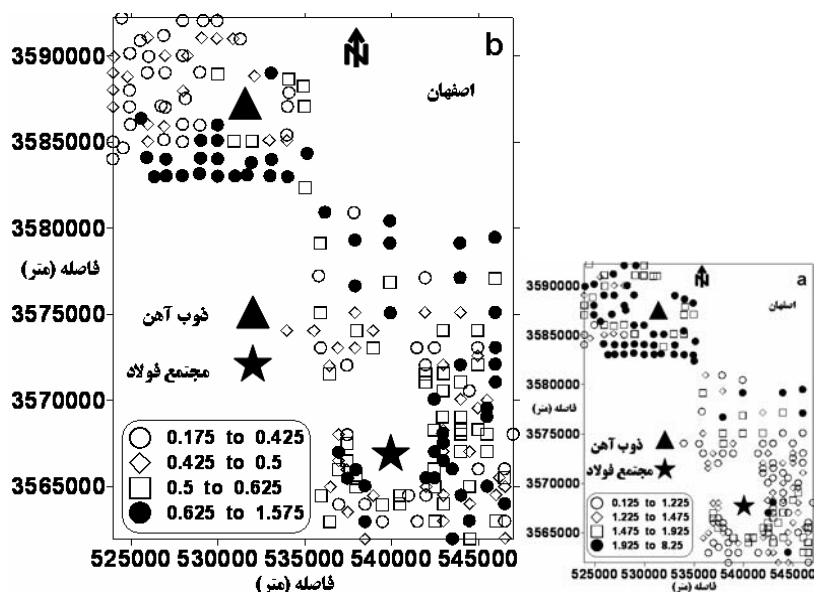 b
N
اصفهان
3590000
3585000
3580000
فاصله (متر)
3575000
ذوب آهن
3570000
مجتمع فولاد
3565000
0.175 to 0.425
0.425 to 0.5
0.5 to 0.625
0.625 to 1.575
525000 530000 535000 540000 545000
فاصله (متر)
a
N
اصفهان
3590000
3585000
3580000
فاصله (متر)
3575000
ذوب آهن
3570000
مجتمع فولاد
3565000
0.125 to 1.225
1.225 to 1.475
1.475 to 1.925
1.925 to 8.25
525000 530000 535000 540000 545000
فاصله (متر)